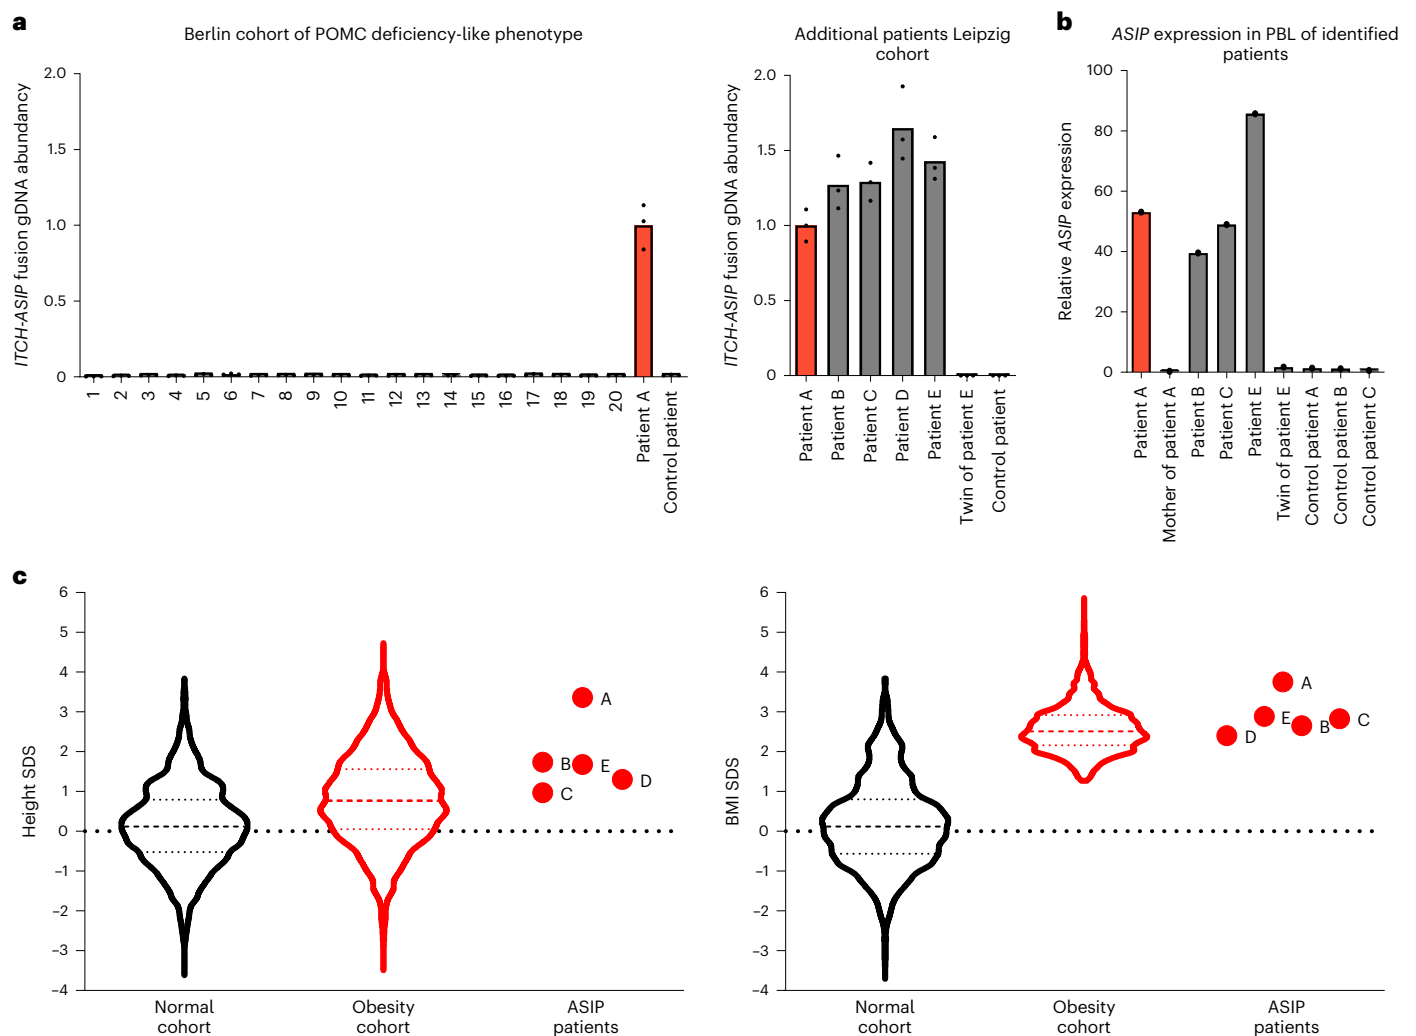 a
Berlin cohort of POMC deficiency-like phenotype
ITCH-ASIP fusion gDNA abundancy
2.0
1.5
1.0
0.5
0
1
2
3
4
5
6
7
8
9
10
11
12
13
14
15
16
17
18
19
20
Patient A
Control patient
Additional patients Leipzig
cohort
ITCH-ASIP fusion gDNA abundancy
2.0
1.5
1.0
0.5
0
Patient A
Patient B
Patient C
Patient D
Patient E
Twin of patient E
Control patient
b
ASIP expression in PBL of identified
patients
Relative ASIP expression
100
80
60
40
20
0
Patient A
Mother of patient A
Patient B
Patient C
Patient E
Twin of patient E
Control patient A
Control patient B
Control patient C
c
Height SDS
6
5
4
3
2
1
0
−1
−2
−3
−4
A
B
E
D
C
Normal
cohort
Obesity
cohort
ASIP
patients
BMI SDS
6
5
4
3
2
1
0
−1
−2
−3
−4
A
E
C
B
D
Normal
cohort
Obesity
cohort
ASIP
patients